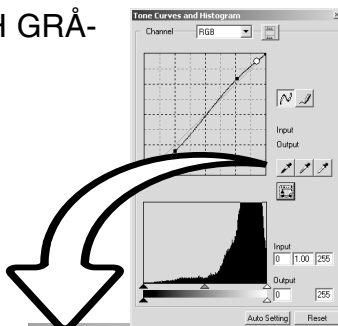 H GRÅ-
Tone Curves and Histogram
Channel RGB
Input
Output
Input
0 1.00 255
Output
0 255
Auto Setting Reset